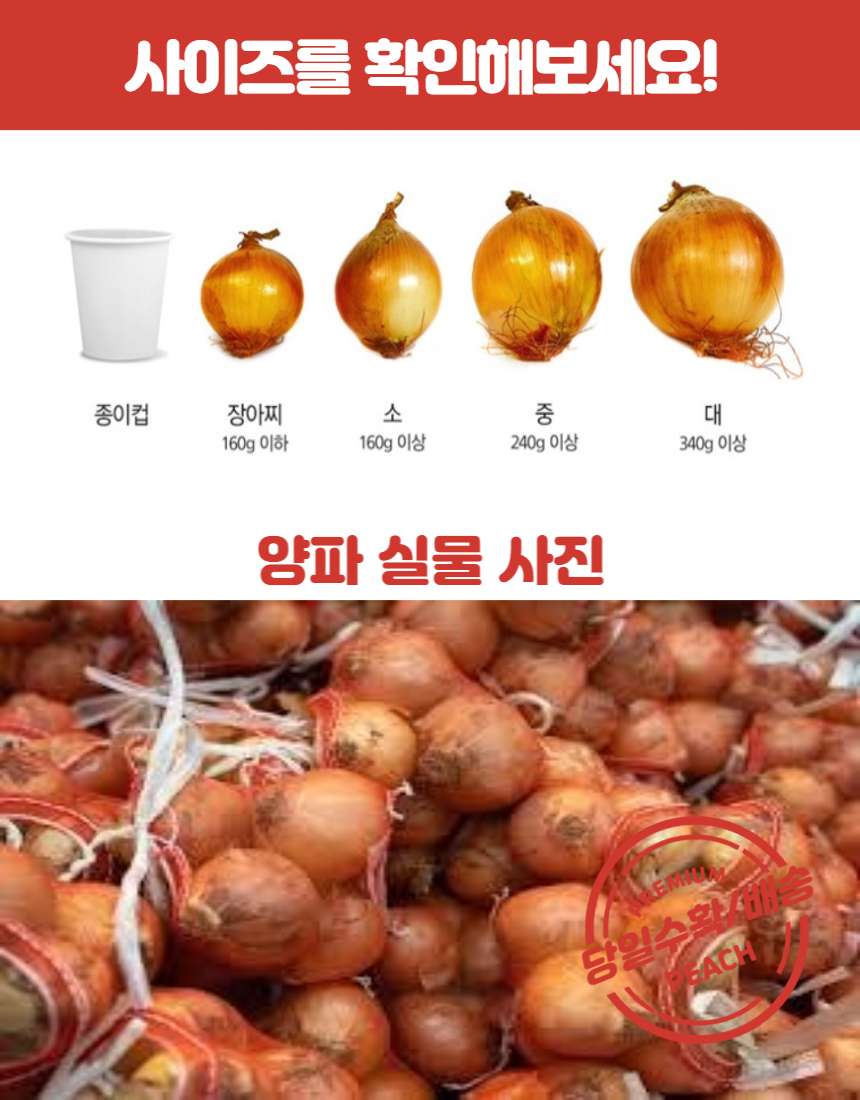 사이즈를 확인해보세요!
종이컵
장아찌
160g 이하
소
160g 이상
중
240g 이상
대
340g 이상
양파 실물 사진
PREMIUM
당일수확/배송
PEACH